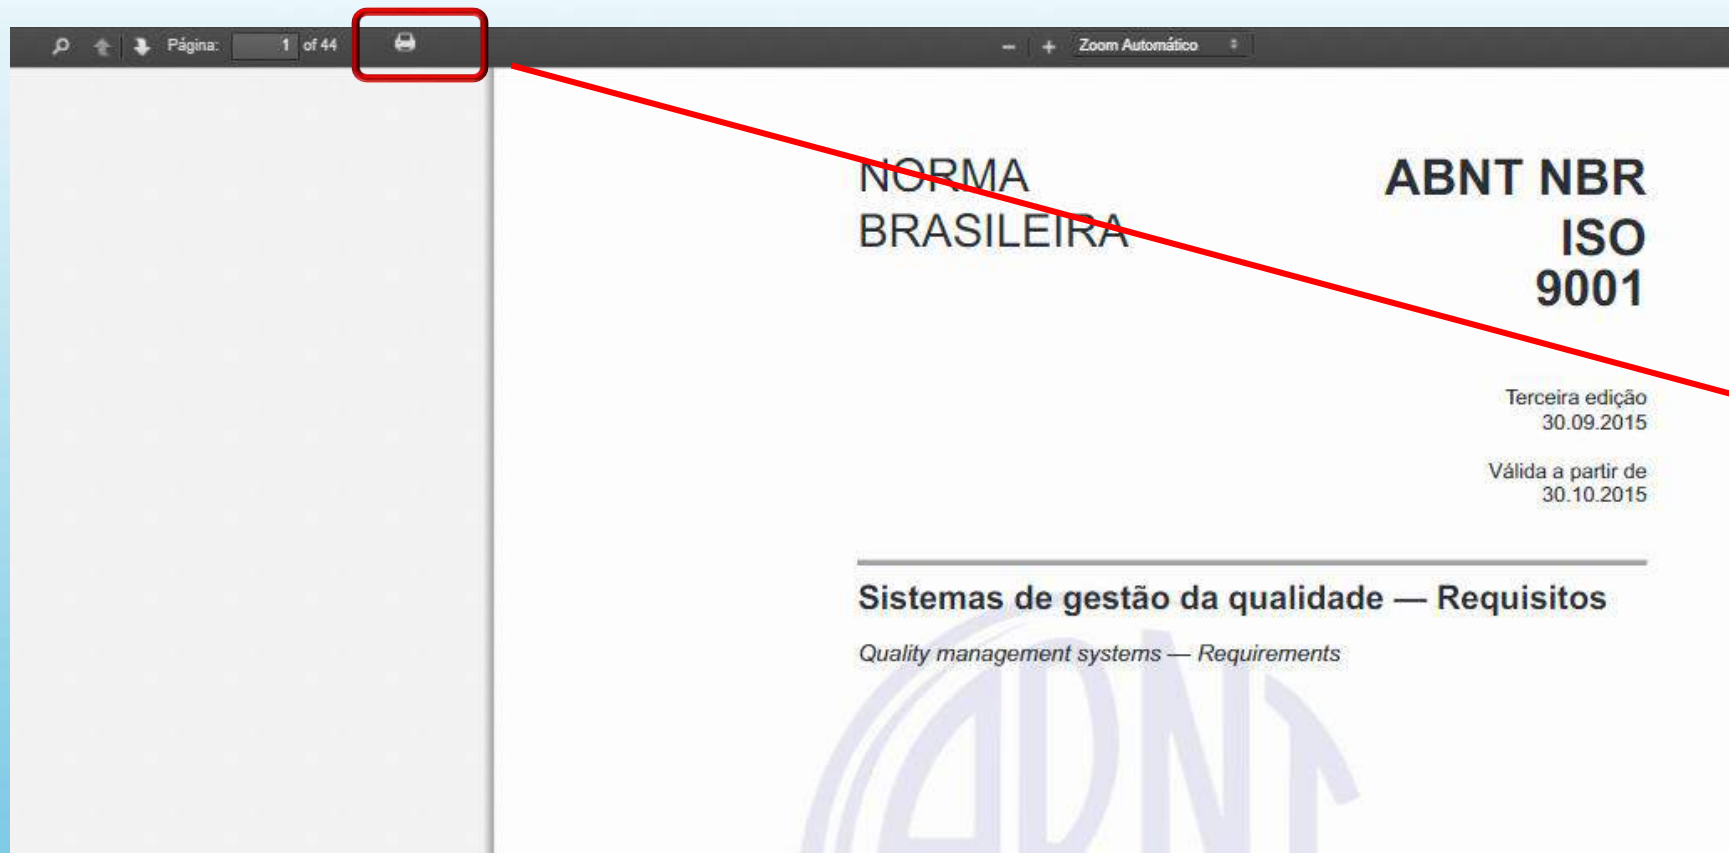 Página: 1 of 44
Zoom Automático
NORMA
BRASILEIRA
ABNT NBR
ISO
9001
Terceira edição
30.09.2015
Válida a partir de
30.10.2015
Sistemas de gestão da qualidade — Requisitos
Quality management systems — Requirements
ABNT